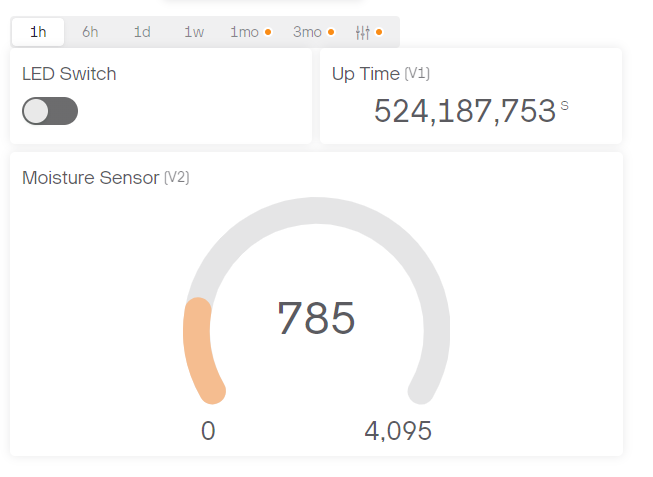 1h 6h 1d 1w 1mo 3mo
LED Switch
Up Time (V1)
524,187,753 s
Moisture Sensor (V2)
785
0 4,095